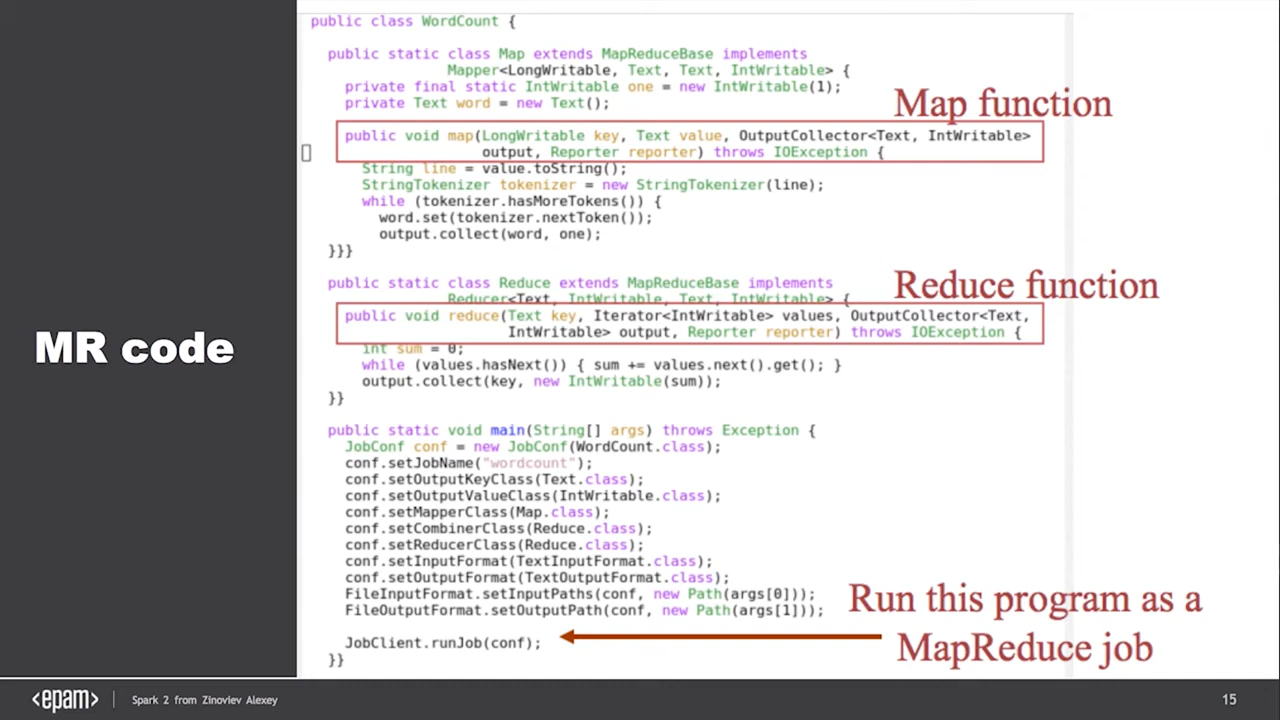 MR code
public class WordCount {
public static class Map extends MapReduceBase implements
Mapper<LongWritable, Text, Text, IntWritable> {
private final static IntWritable one = new IntWritable(1);
private Text word = new Text();
Map function
public void map(LongWritable key, Text value, OutputCollector<Text, IntWritable>
output, Reporter reporter) throws IOException {
String line = value.toString();
StringTokenizer tokenizer = new StringTokenizer(line);
while (tokenizer.hasMoreTokens()) {
word.set(tokenizer.nextToken());
output.collect(word, one);
}}}
public static class Reduce extends MapReduceBase implements
Reducer<Text, IntWritable, Text, IntWritable> {
Reduce function
public void reduce(Text key, Iterator<IntWritable> values, OutputCollector<Text,
IntWritable> output, Reporter reporter) throws IOException {
int sum = 0;
while (values.hasNext()) { sum += values.next().get(); }
output.collect(key, new IntWritable(sum));
}}
public static void main(String[] args) throws Exception {
JobConf conf = new JobConf(WordCount.class);
conf.setJobName("wordcount");
conf.setOutputKeyClass(Text.class);
conf.setOutputValueClass(IntWritable.class);
conf.setMapperClass(Map.class);
conf.setCombinerClass(Reduce.class);
conf.setReducerClass(Reduce.class);
conf.setInputFormat(TextInputFormat.class);
conf.setOutputFormat(TextOutputFormat.class);
FileInputFormat.setInputPaths(conf, new Path(args[0]));
FileOutputFormat.setOutputPath(conf, new Path(args[1]));
JobClient.runJob(conf);
}}
Run this program as a
MapReduce job
<epam> Spark 2 from Zinoviev Alexey 15